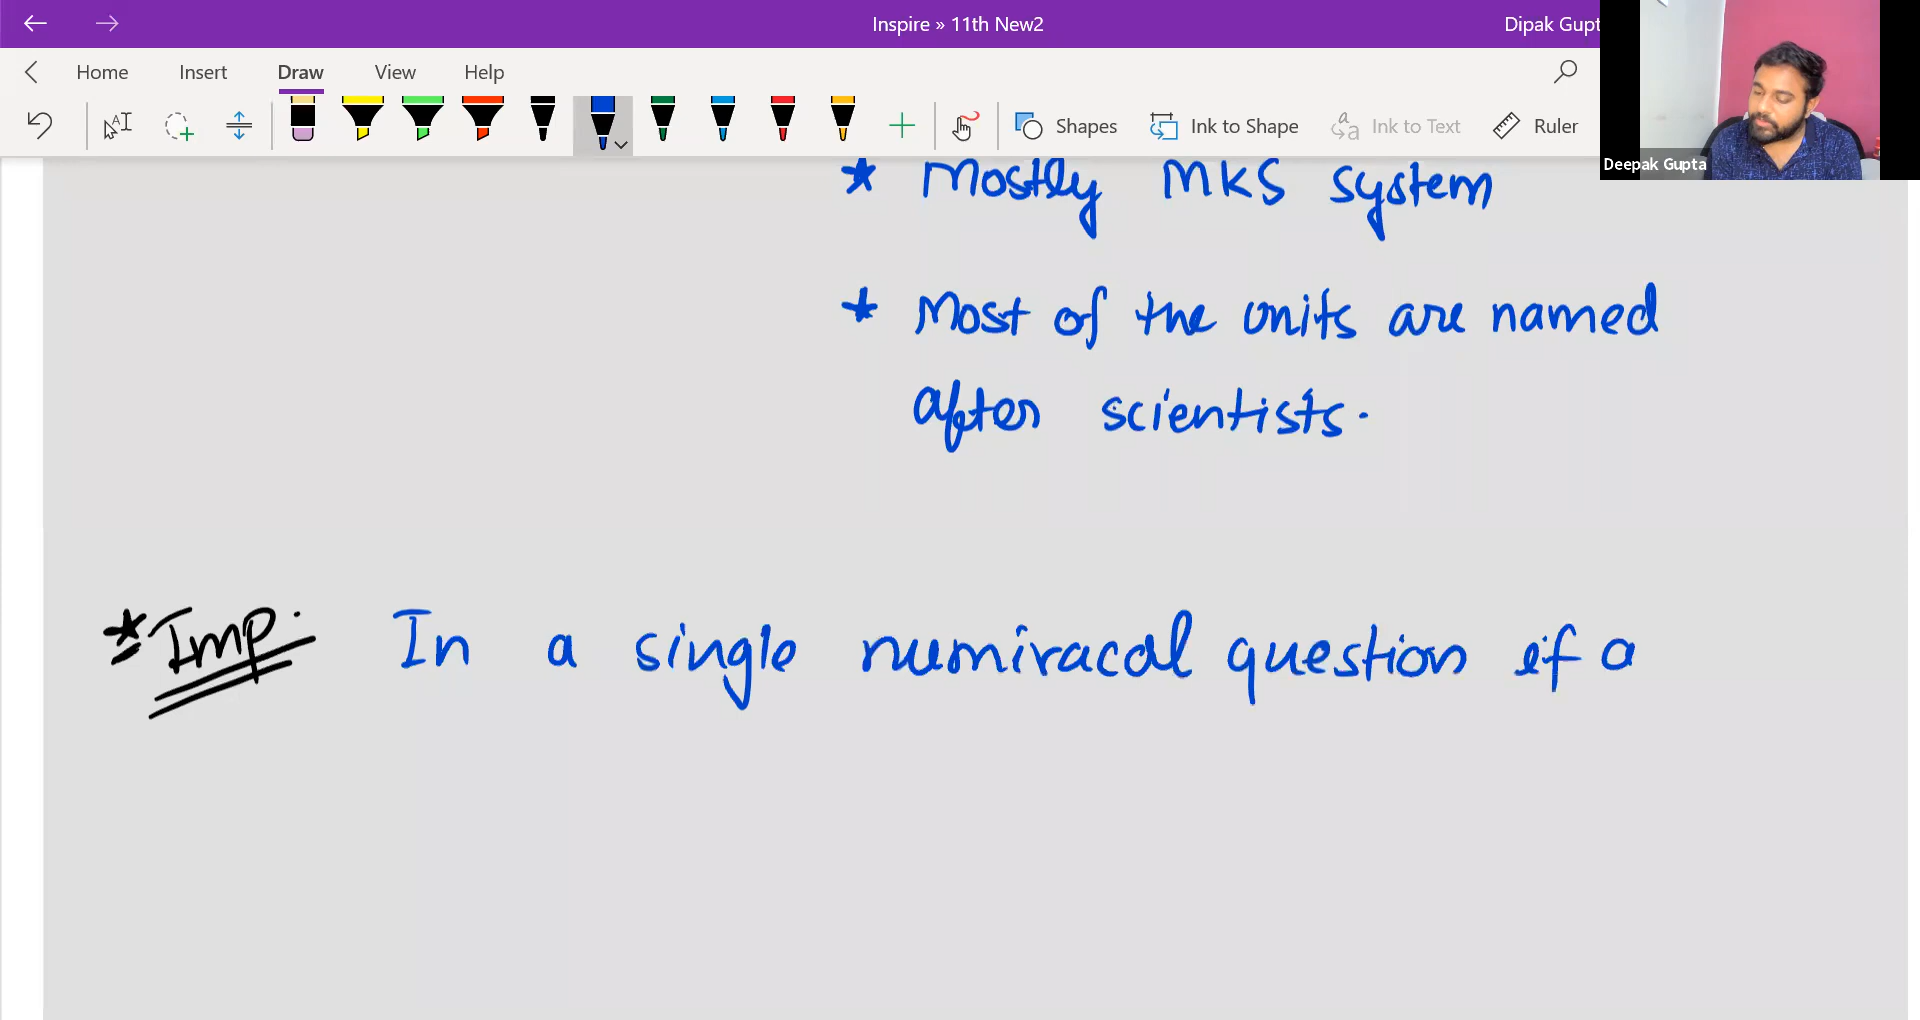 Inspire » 11th New2
Dipak Gupt
Home Insert Draw View Help
Shapes Ink to Shape Ink to Text Ruler
Deepak Gupta
* Mostly MKS system
* Most of the units are named
after scientists.
*Imp. In a single numiracal question if a